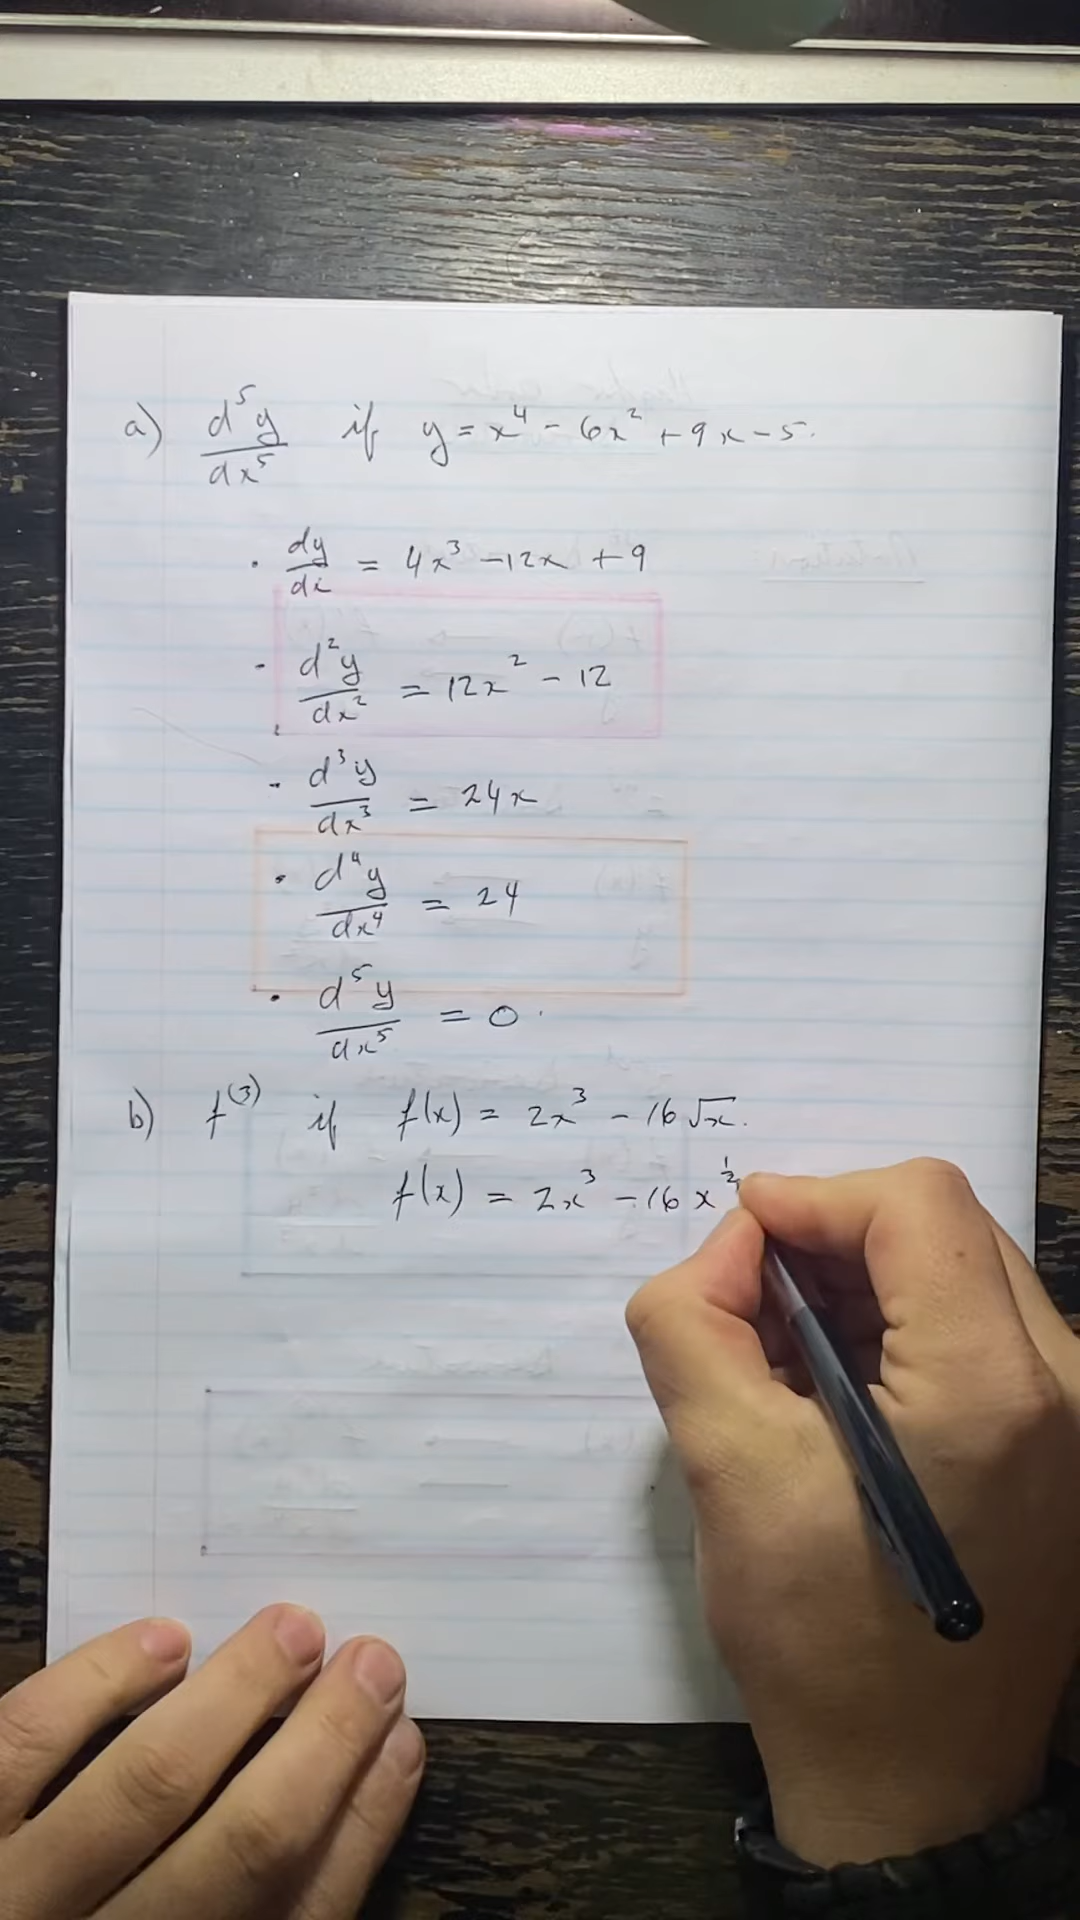 a) d⁵y/dx⁵ if y = x⁴ - 6x² + 9x - 5.
· dy/dx = 4x³ - 12x + 9
- d²y/dx² = 12x² - 12
- d³y/dx³ = 24x
· d⁴y/dx⁴ = 24
· d⁵y/dx⁵ = 0.
b) f⁽³⁾ if f(x) = 2x³ - 16√x.
f(x) = 2x³ - 16x^½